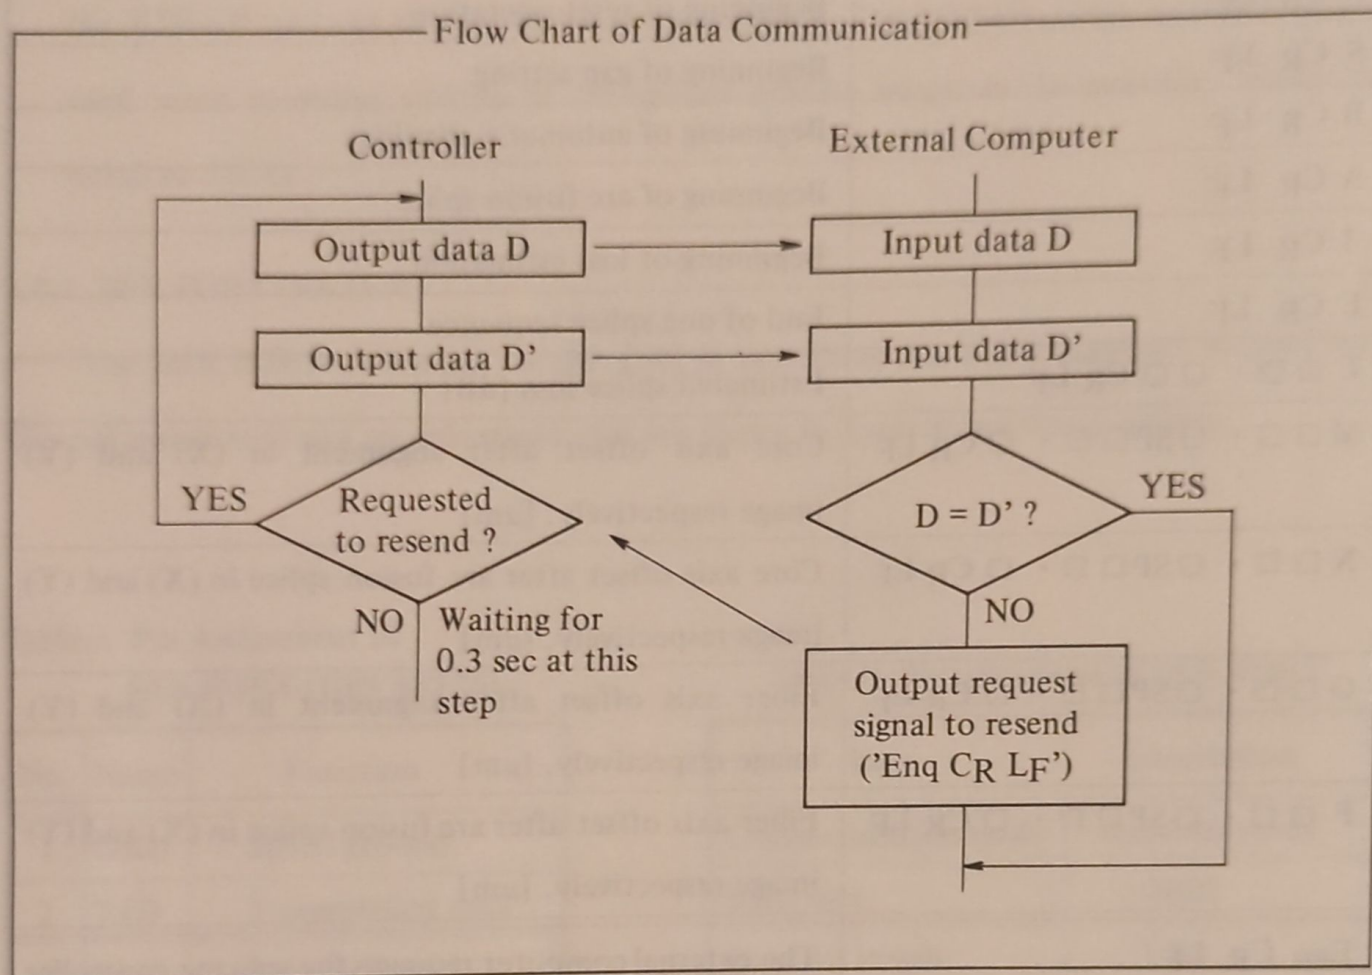 Flow Chart of Data Communication
Controller
External Computer
Output data D
Input data D
Output data D’
Input data D’
YES
Requested
to resend ?
D = D’ ?
YES
NO
Waiting for
0.3 sec at this
step
NO
Output request
signal to resend
(’Enq CR LF’)